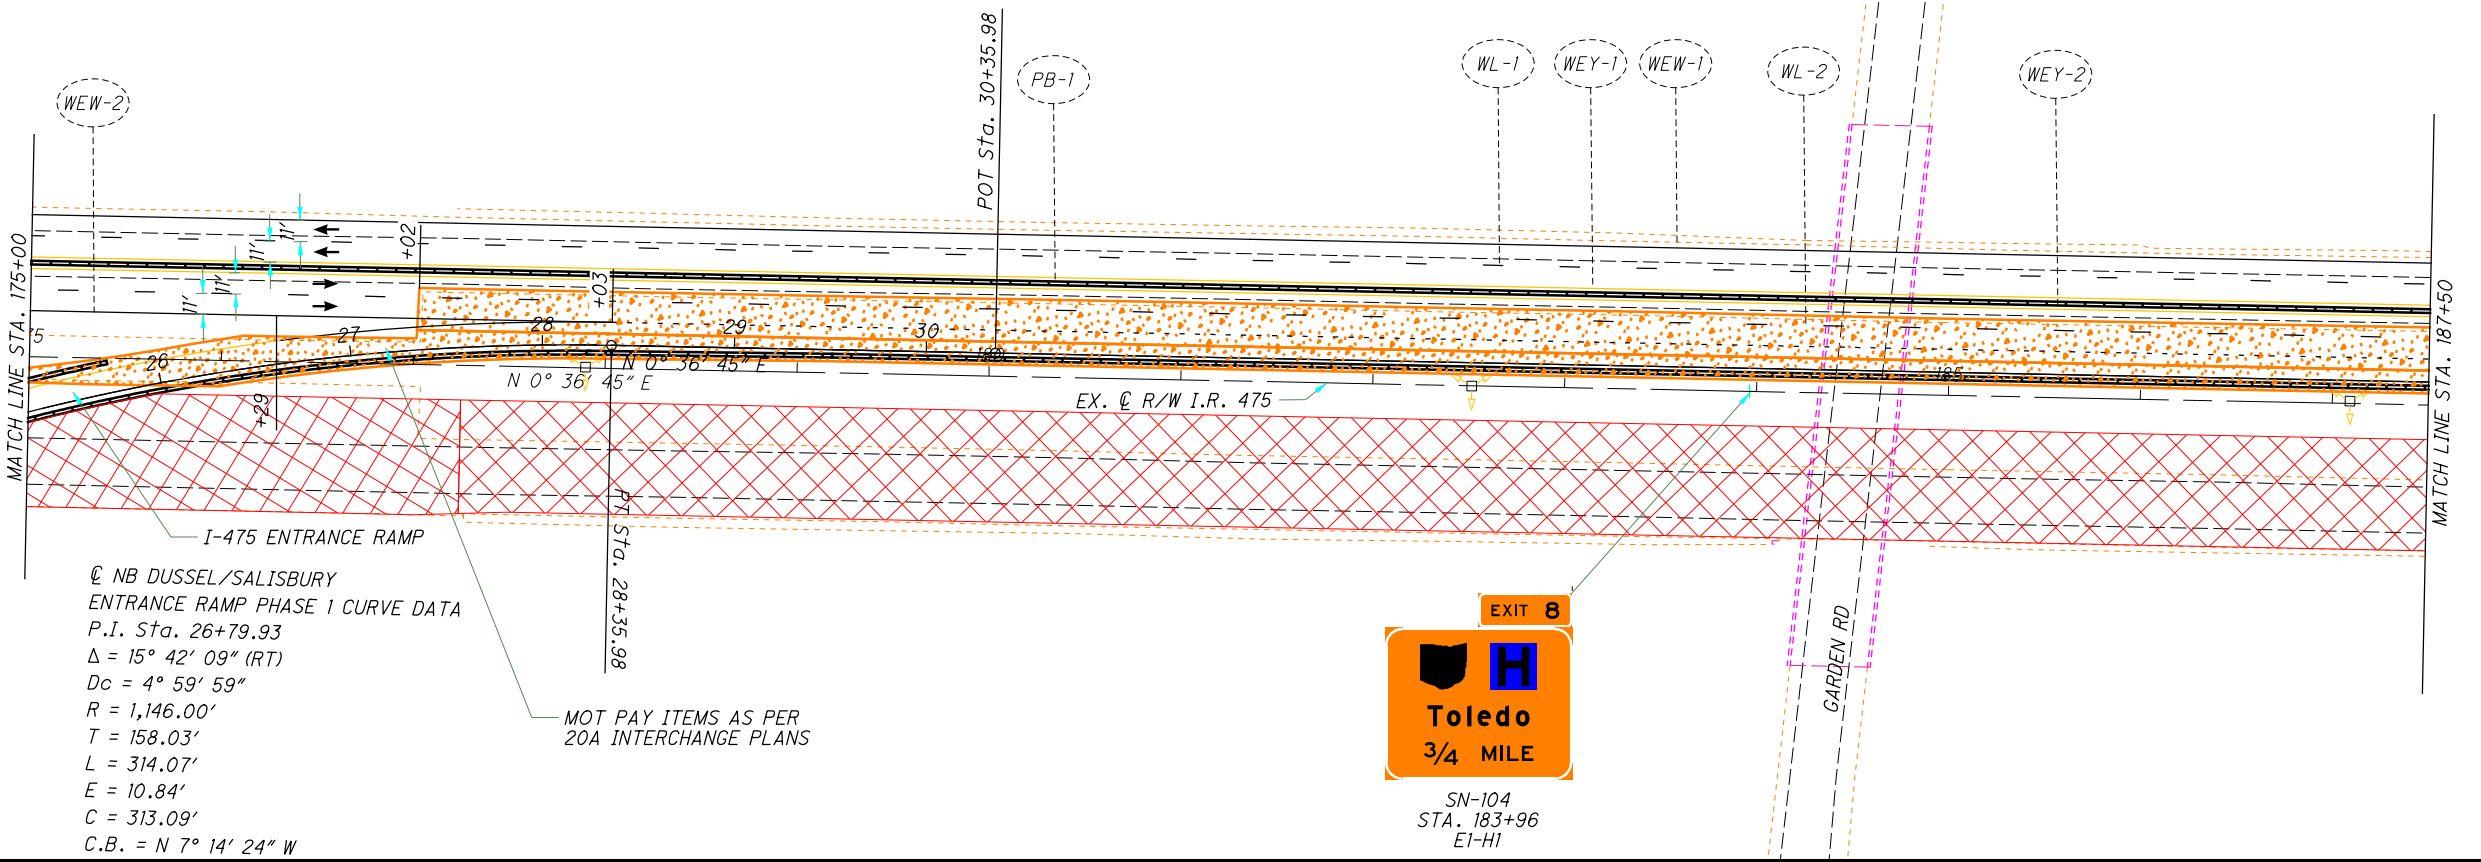 POT Sta. 30+35.98
WEW-2
PB-1
WL-1
WEY-1
WEW-1
WL-2
WEY-2
MATCH LINE STA. 175+00
11'
11'
11'
11'
+02
+03
+29
26
27
28
29
30
180
185
N 0° 36' 45" E
N 0° 36' 45" E
EX. ℄ R/W I.R. 475
MATCH LINE STA. 187+50
PT Sta. 28+35.98
I-475 ENTRANCE RAMP
℄ NB DUSSEL/SALISBURY
ENTRANCE RAMP PHASE 1 CURVE DATA
P.I. Sta. 26+79.93
Δ = 15° 42' 09" (RT)
Dc = 4° 59' 59"
R = 1,146.00'
T = 158.03'
L = 314.07'
E = 10.84'
C = 313.09'
C.B. = N 7° 14' 24" W
MOT PAY ITEMS AS PER
20A INTERCHANGE PLANS
EXIT 8
H
Toledo
3/4 MILE
SN-104
STA. 183+96
E1-H1
GARDEN RD